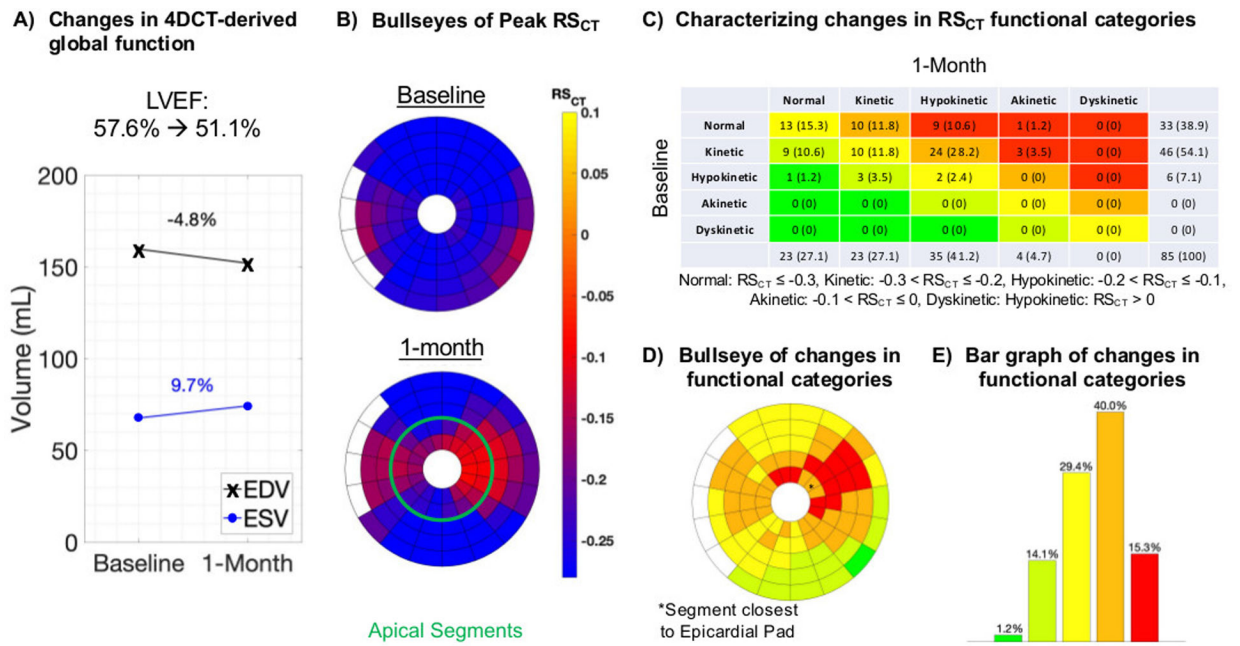 A) Changes in 4DCT-derived
global function
LVEF:
57.6% → 51.1%
Volume (mL)
200
150
100
50
0
-4.8%
9.7%
EDV
ESV
Baseline 1-Month
B) Bullseyes of Peak RSCT
Baseline
1-month
Apical Segments
RSCT
0.1
0
-0.05
-0.1
-0.15
-0.2
-0.25
C) Characterizing changes in RSCT functional categories
1-Month
Baseline
Normal Kinetic Hypokinetic Akinetic Dyskinetic
Normal 13 (15.3) 10 (11.8) 9 (10.6) 1 (1.2) 0 (0) 33 (38.9)
Kinetic 9 (10.6) 10 (11.8) 24 (28.2) 3 (3.5) 0 (0) 46 (54.1)
Hypokinetic 1 (1.2) 3 (3.5) 2 (2.4) 0 (0) 0 (0) 6 (7.1)
Akinetic 0 (0) 0 (0) 0 (0) 0 (0) 0 (0) 0 (0)
Dyskinetic 0 (0) 0 (0) 0 (0) 0 (0) 0 (0) 0 (0)
23 (27.1) 23 (27.1) 35 (41.2) 4 (4.7) 0 (0) 85 (100)
Normal: RSCT ≤ -0.3, Kinetic: -0.3 < RSCT ≤ -0.2, Hypokinetic: -0.2 < RSCT ≤ -0.1,
Akinetic: -0.1 < RSCT ≤ 0, Dyskinetic: Hypokinetic: RSCT > 0
D) Bullseye of changes in
functional categories
*
*Segment closest
to Epicardial Pad
E) Bar graph of changes in
functional categories
1.2%
14.1%
29.4%
40.0%
15.3%